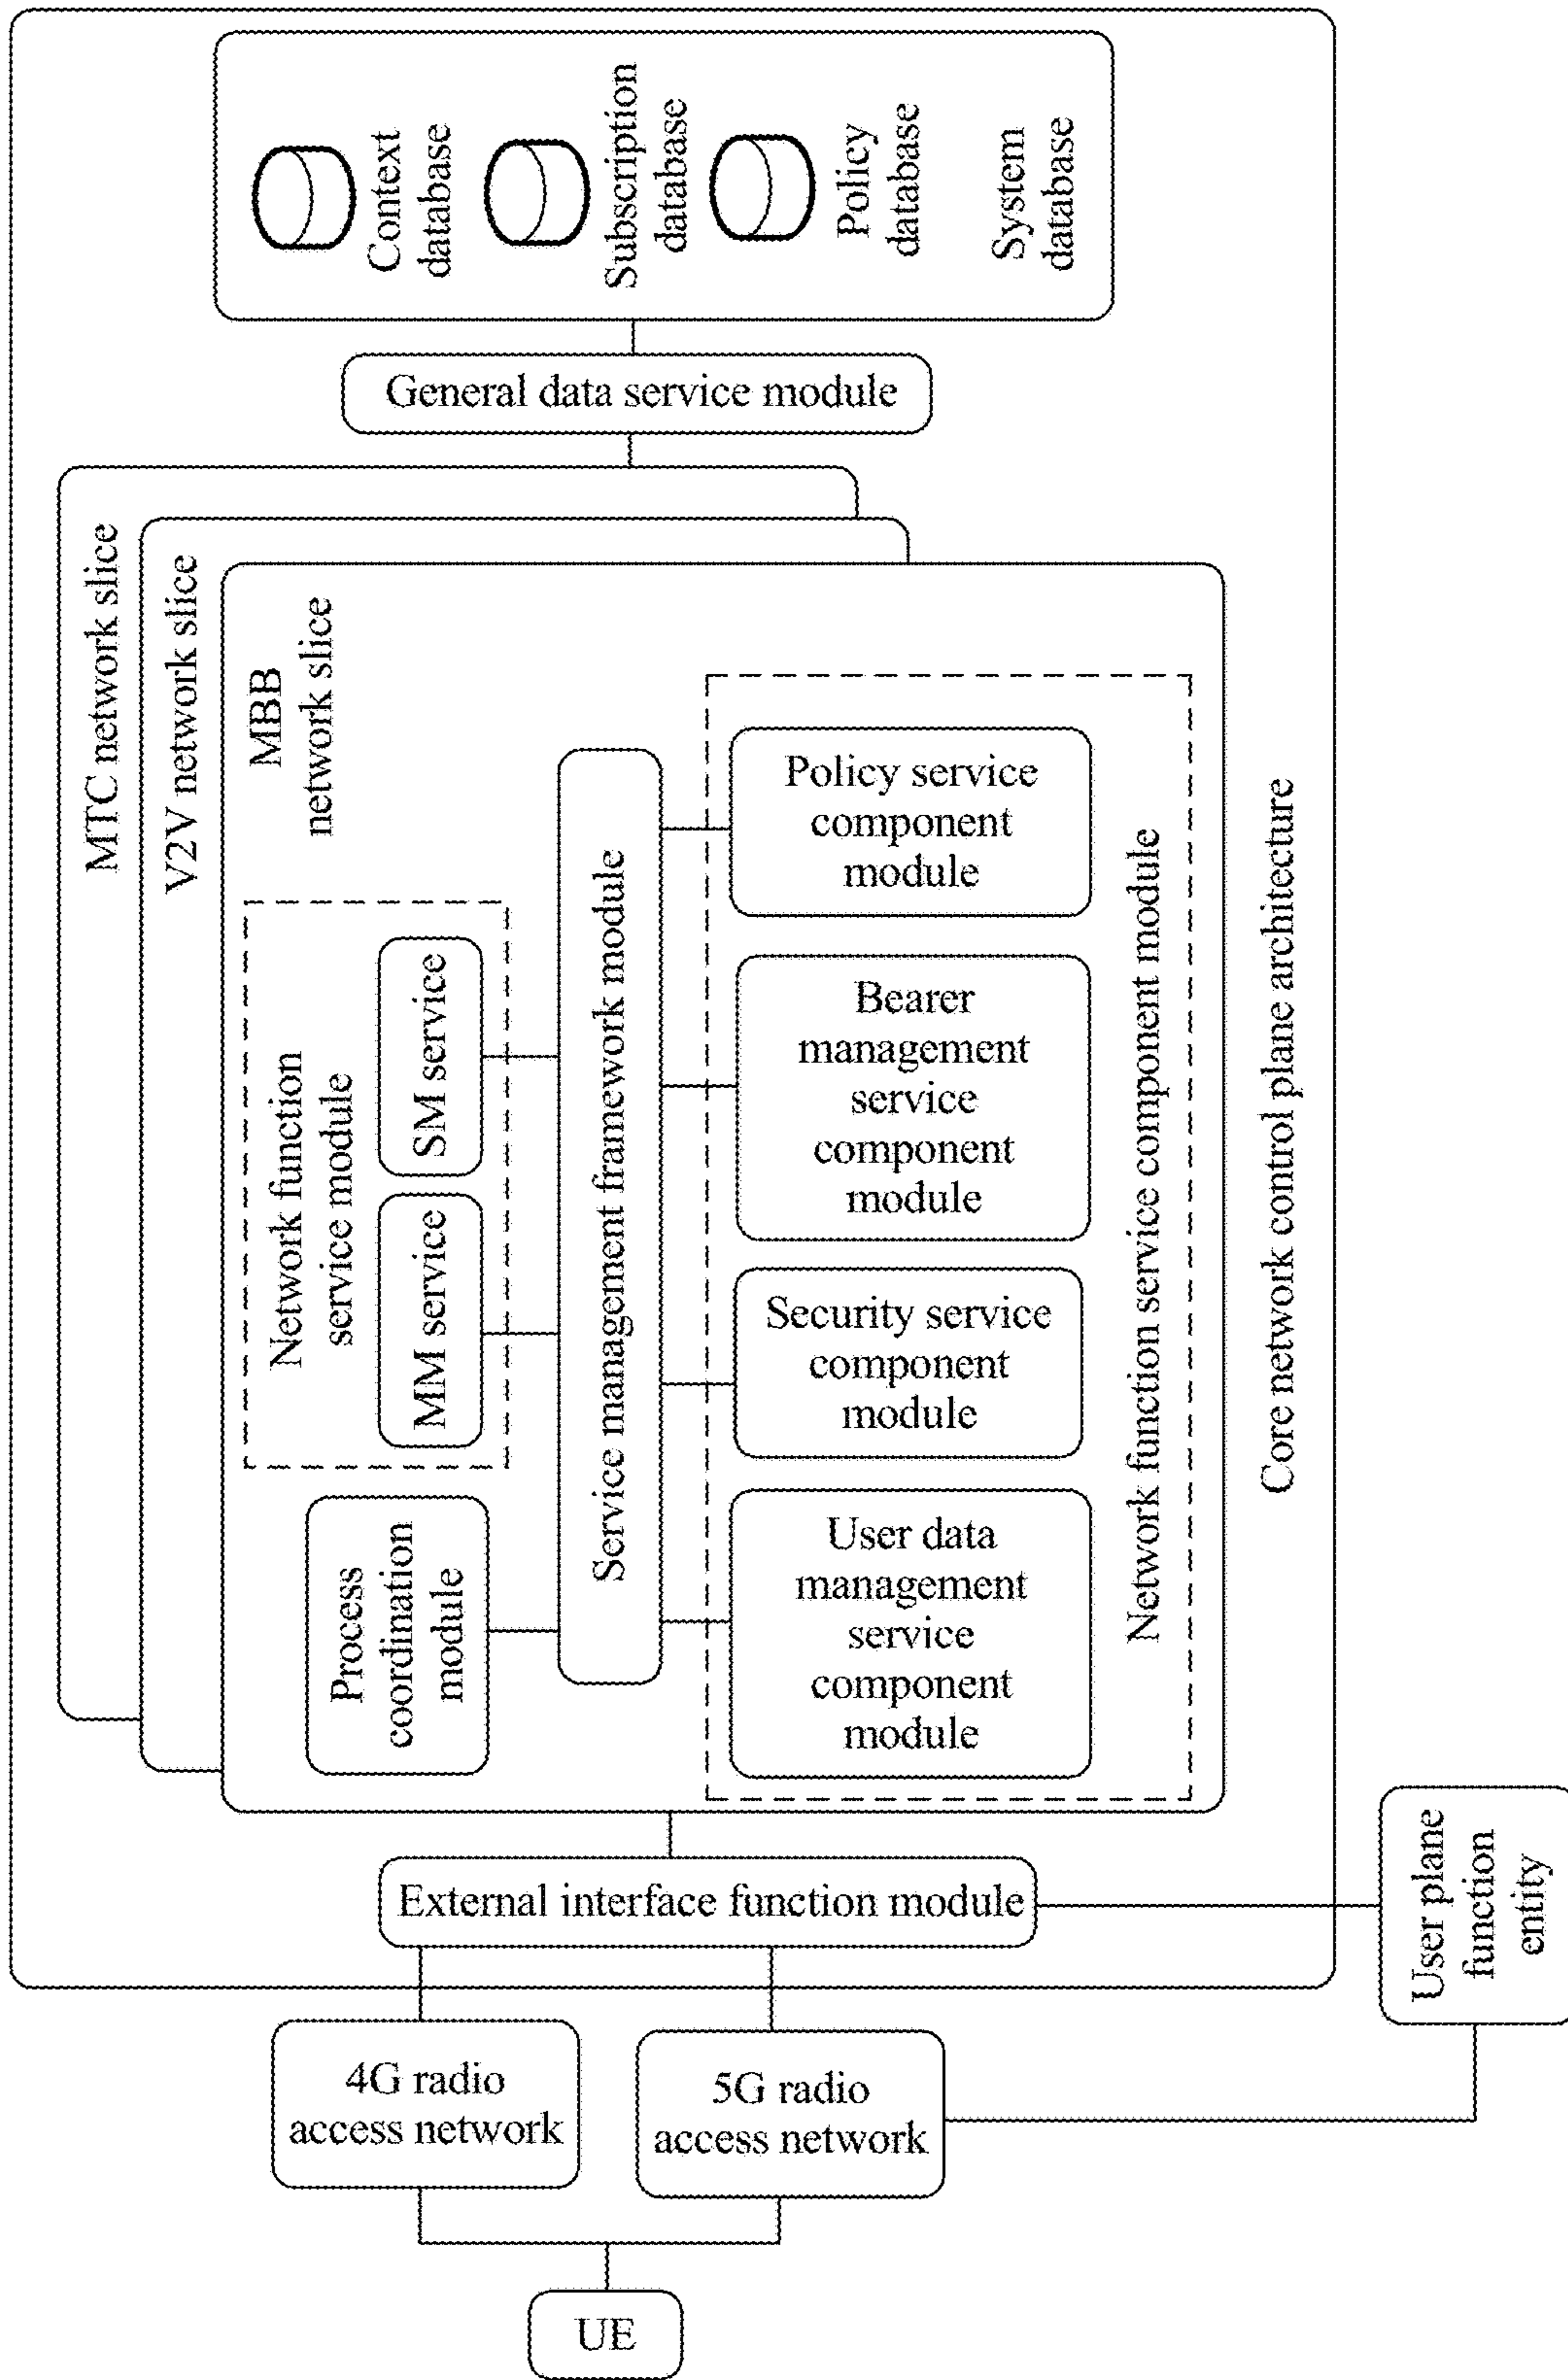 MTC network slice
V2V network slice
MBB
network slice
Network function
service module
Process
coordination
module
MM service
SM service
Service management framework module
User data
management
service
component
module
Security service
component
module
Bearer
management
service
component
module
Policy service
component
module
Network function service component module
Core network control plane architecture
General data service module
Context
database
Subscription
database
Policy
database
System
database
External interface function module
4G radio
access network
5G radio
access network
UE
User plane
function
entity